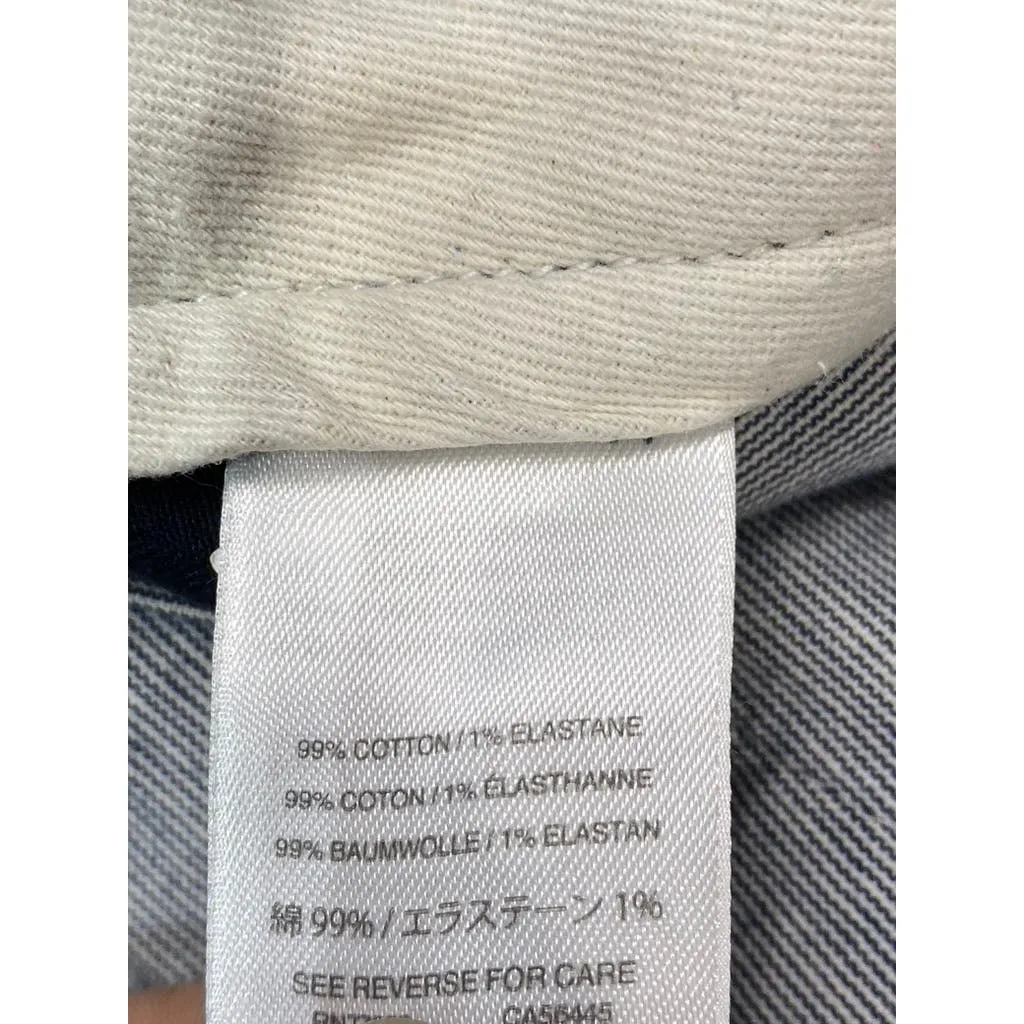 99% COTTON / 1% ELASTANE
99% COTON / 1% ÉLASTHANNE
99% BAUMWOLLE / 1% ELASTAN
綿 99% / エラステーン 1%
SEE REVERSE FOR CARE
CA56445